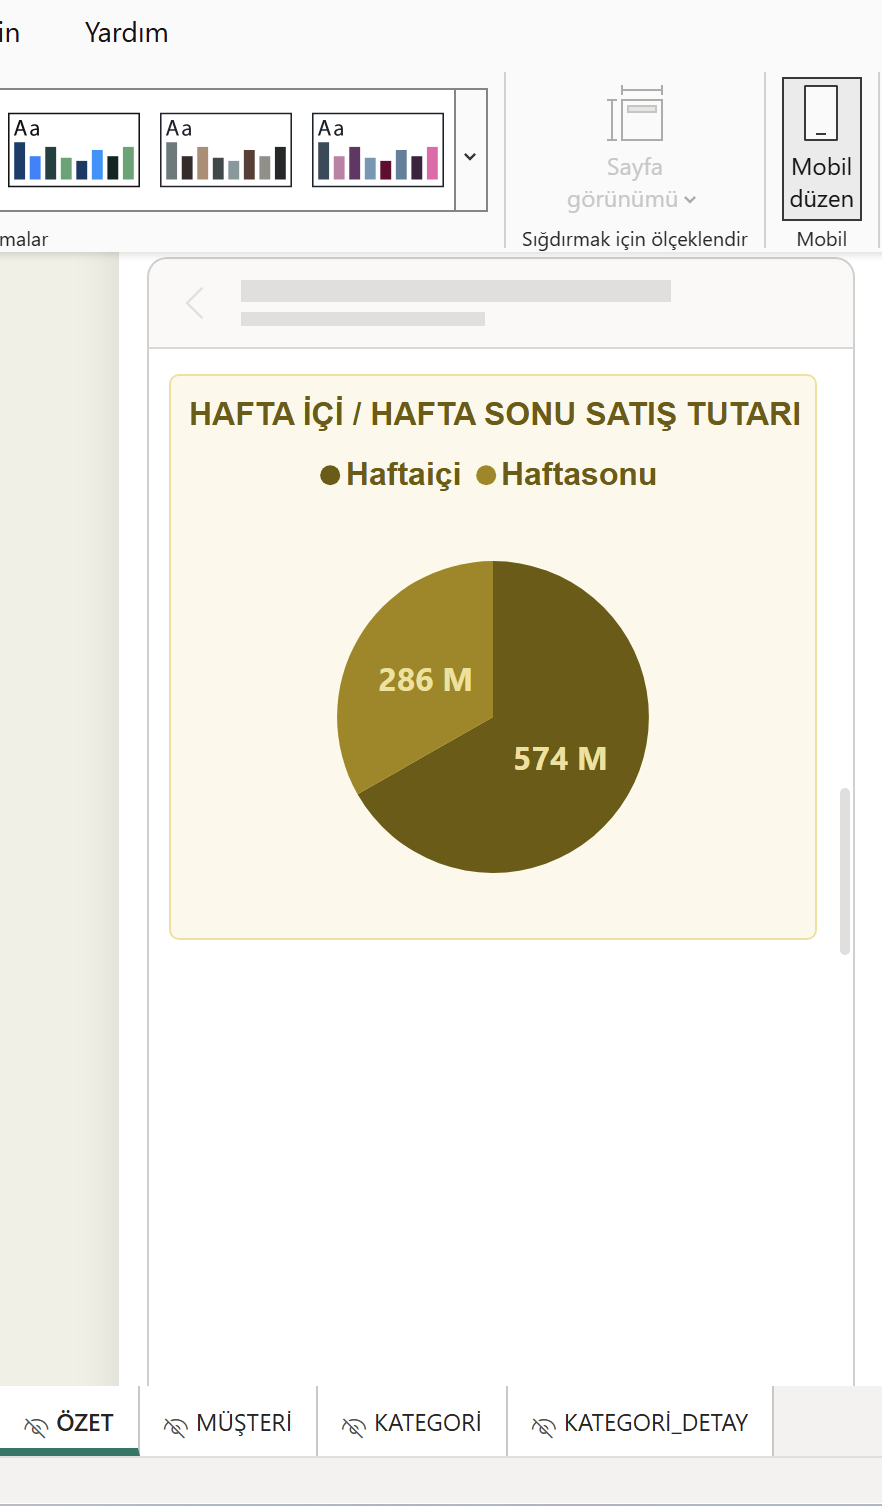 in Yardım
Aa Aa Aa
Sayfa
görünümü
Mobil
düzen
malar Sığdırmak için ölçeklendir Mobil
HAFTA İÇİ / HAFTA SONU SATIŞ TUTARI
Haftaiçi Haftasonu
286 M
574 M
ÖZET MÜŞTERİ KATEGORİ KATEGORİ_DETAY